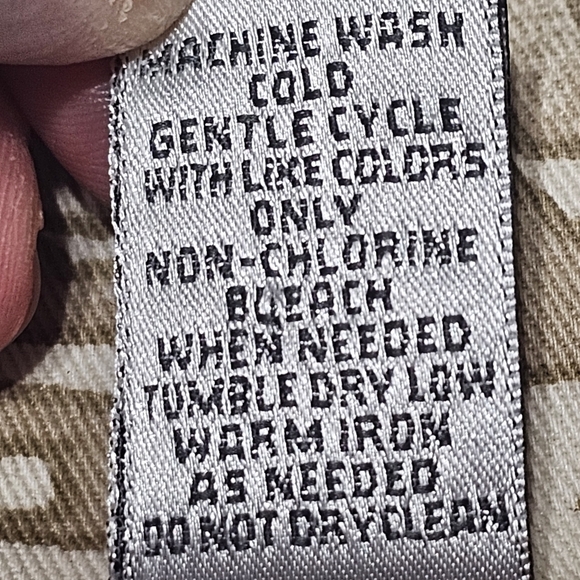 MACHINE WASH
COLD
GENTLE CYCLE
WITH LIKE COLORS
ONLY
NON-CHLORINE
BLEACH
WHEN NEEDED
TUMBLE DRY LOW
WARM IRON
AS NEEDED
DO NOT DRYCLEAN